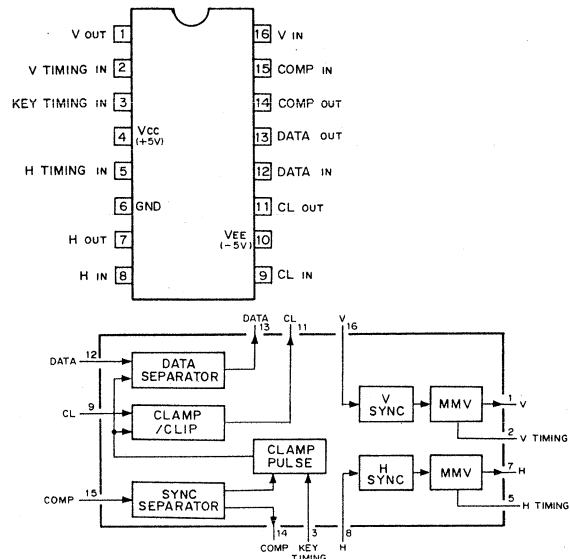 V OUT 1 16 V IN
V TIMING IN 2 15 COMP IN
KEY TIMING IN 3 14 COMP OUT
4 VCC (+5V) 13 DATA OUT
H TIMING IN 5 12 DATA IN
6 GND 11 CL OUT
H OUT 7 VEE (-5V) 10
H IN 8 9 CL IN
DATA 13 CL 11 V 16
DATA 12
DATA
SEPARATOR
CL 9
CLAMP
/CLIP
V
SYNC
MMV
1 V
2 V TIMING
CLAMP
PULSE
H
SYNC
MMV
7 H
5 H TIMING
COMP 15
SYNC
SEPARATOR
14 3 8
COMP KEY TIMING H